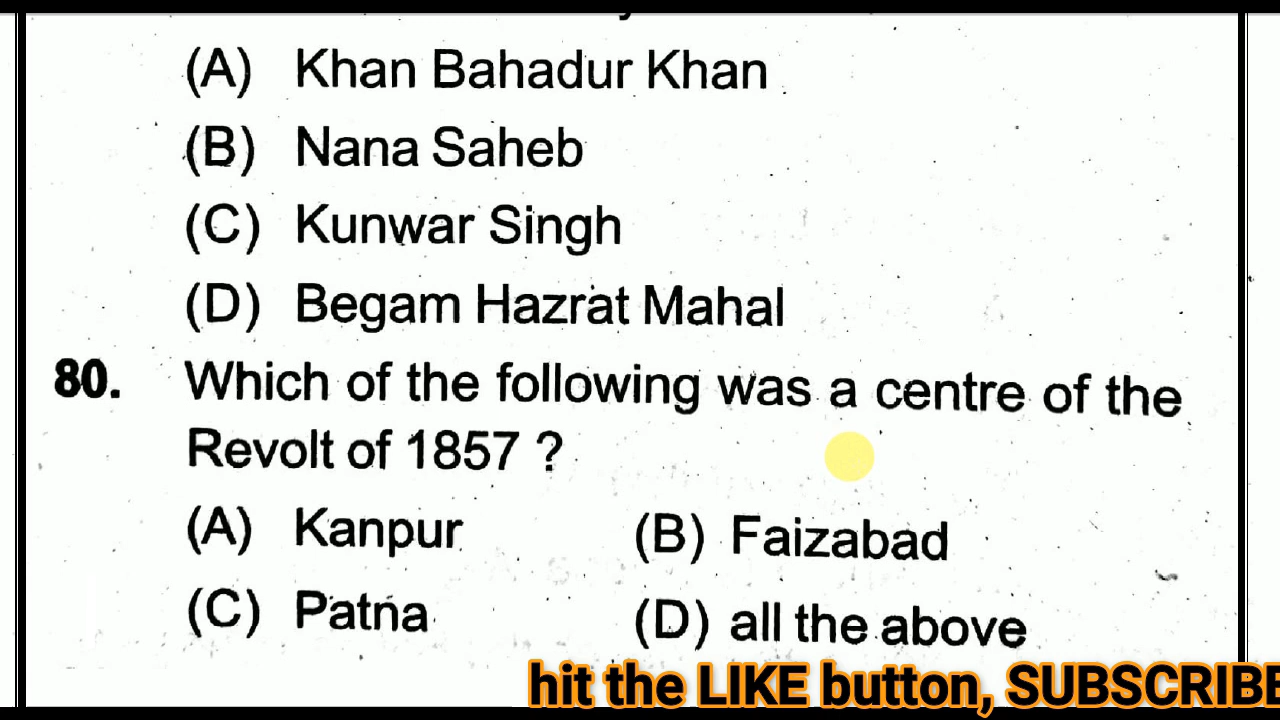 (A) Khan Bahadur Khan
(B) Nana Saheb
(C) Kunwar Singh
(D) Begam Hazrat Mahal
80. Which of the following was a centre of the
Revolt of 1857 ?
(A) Kanpur (B) Faizabad
(C) Patna (D) all the above
hit the LIKE button, SUBSCRIBE